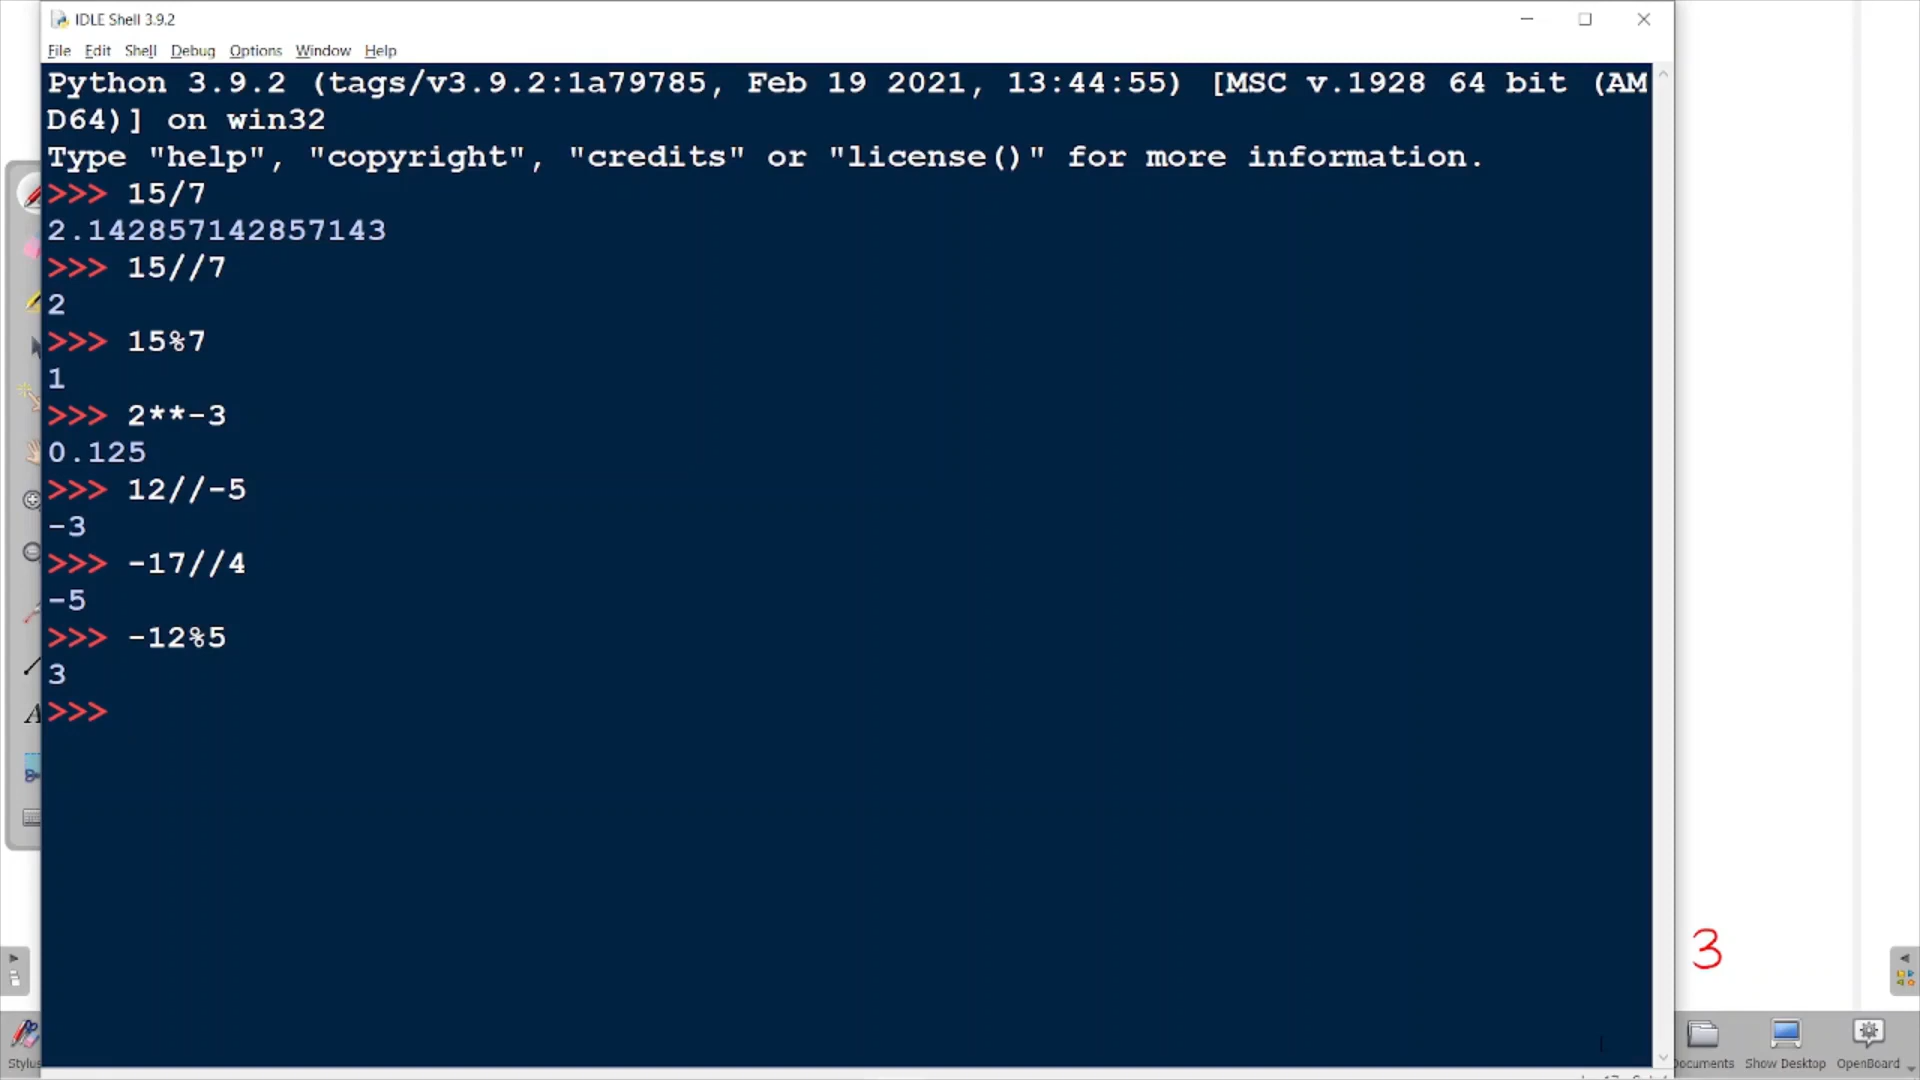 IDLE Shell 3.9.2
File Edit Shell Debug Options Window Help
Python 3.9.2 (tags/v3.9.2:1a79785, Feb 19 2021, 13:44:55) [MSC v.1928 64 bit (AM
D64)] on win32
Type "help", "copyright", "credits" or "license()" for more information.
>>> 15/7
2.142857142857143
>>> 15//7
2
>>> 15%7
1
>>> 2**-3
0.125
>>> 12//-5
-3
>>> -17//4
-5
>>> -12%5
3
>>>
3
Stylus
Documents Show Desktop OpenBoard